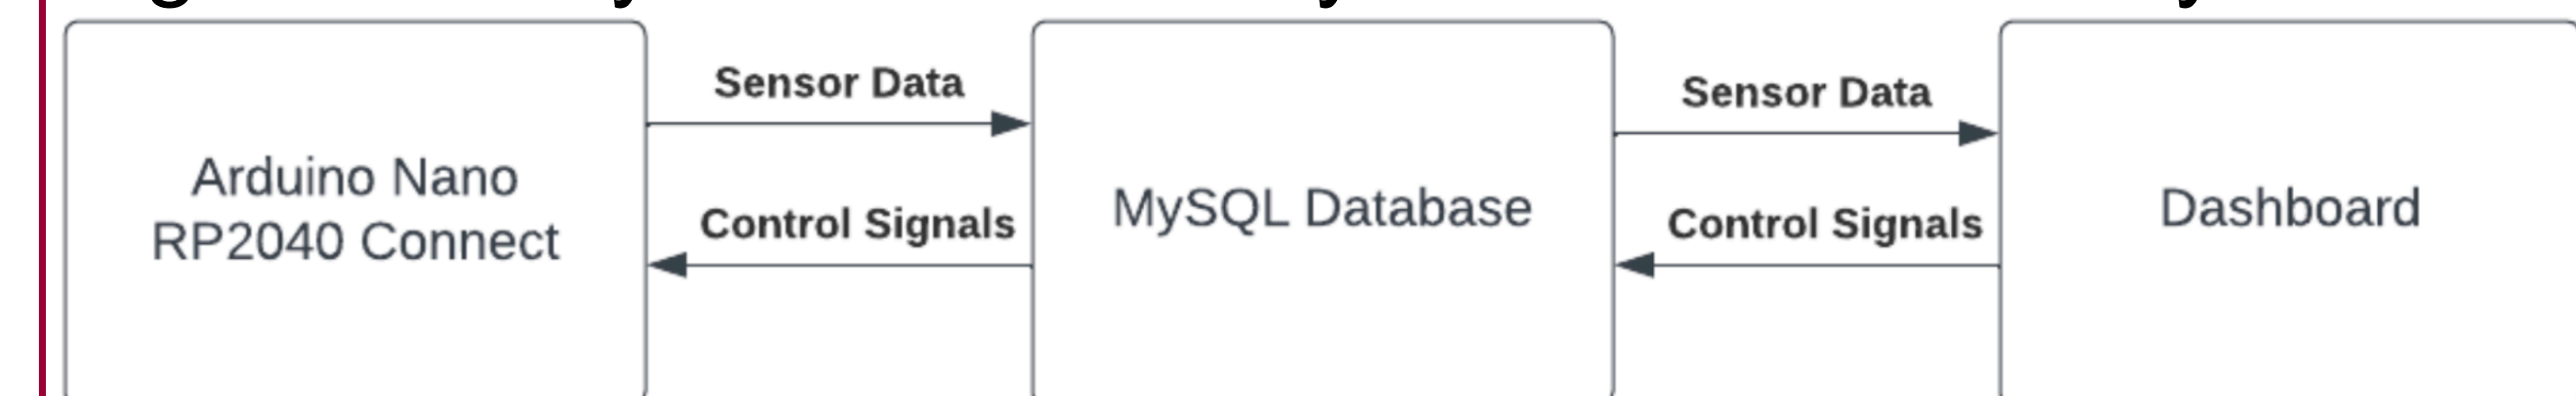 Sensor Data
Sensor Data
Arduino Nano
RP2040 Connect
MySQL Database
Dashboard
Control Signals
Control Signals